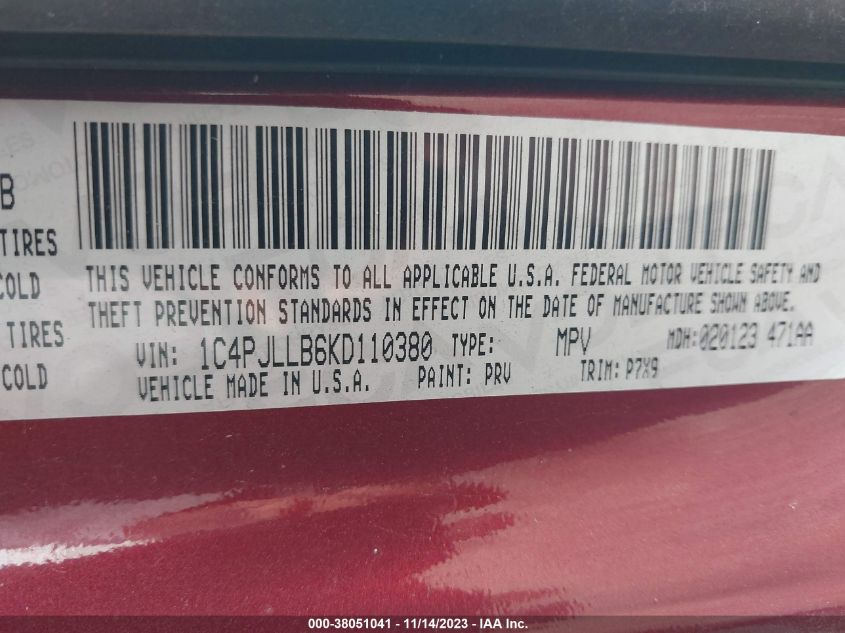 B
TIRES
COLD
TIRES
COLD
THIS VEHICLE CONFORMS TO ALL APPLICABLE U.S.A. FEDERAL MOTOR VEHICLE SAFETY AND
THEFT PREVENTION STANDARDS IN EFFECT ON THE DATE OF MANUFACTURE SHOWN ABOVE.
VIN: 1C4PJLLB6KD110380 TYPE: MPV MDH:020123 471AA
VEHICLE MADE IN U.S.A. PAINT: PRV TRIM: P7X9
000-38051041 - 11/14/2023 - IAA Inc.